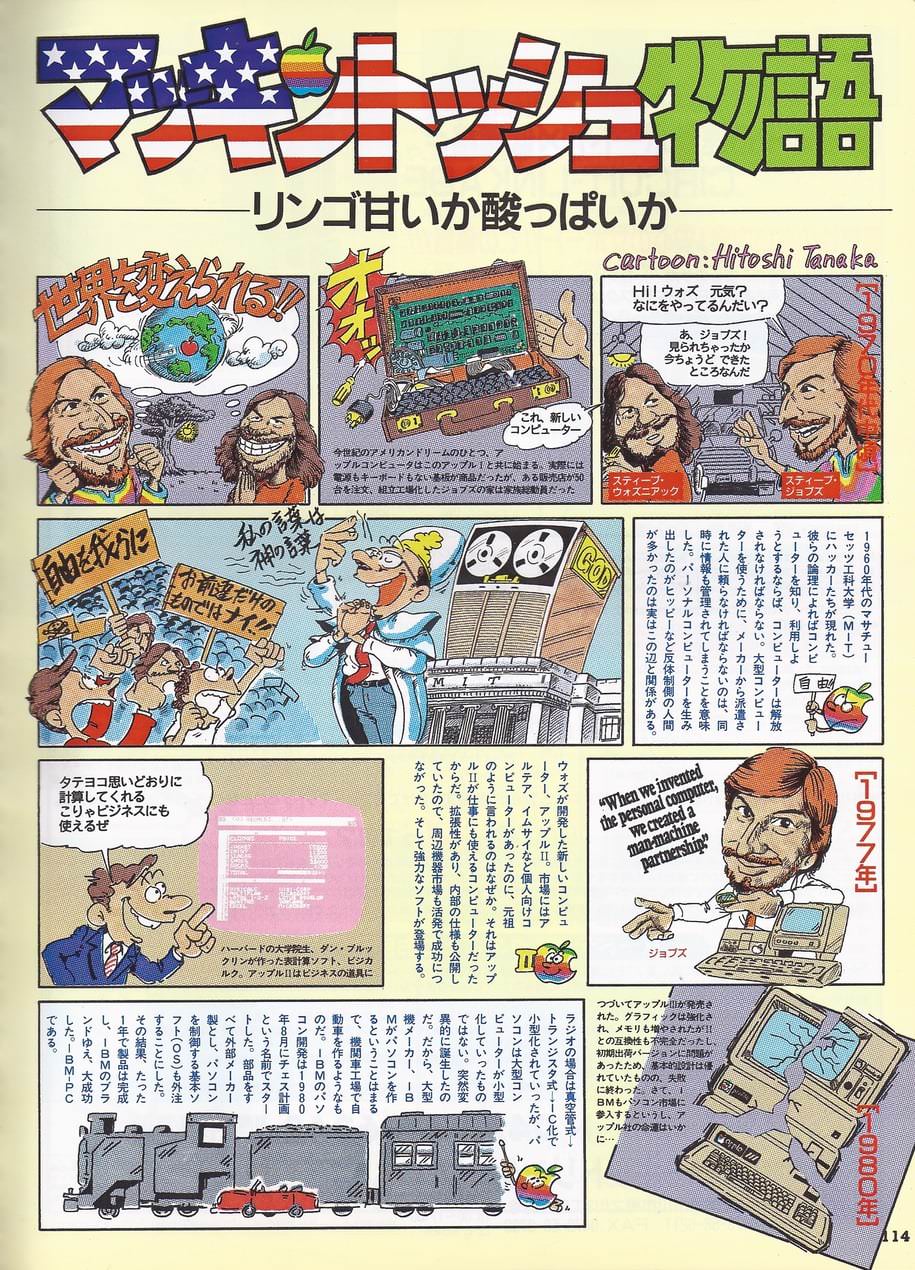 マッキントッシュ物語
リンゴ甘いか酸っぱいか
cartoon:Hitoshi Tanaka
Hi!ウォズ 元気?
なにをやってるんだい?
あ、ジョブズ!
見られちゃったか
今ちょうど できた
ところなんだ
スティーブ・
ウォズニアック
スティーブ・
ジョブズ
オオッ
これ、新しい
コンピューター
今世紀のアメリカンドリームのひとつ、ア
ップルコンピュータはこのアップルIと共に始まる。実際には
電源もキーボードもない基板が商品だったが、ある販売店が50
台を注文、組立工場化したジョブズの家は家族総動員だった
世界を変えられる!!
1960年代のマサチュー
セッツ工科大学(MIT)
にハッカーたちが現れた。
彼らの論理によればコンピ
ュータを知り、利用しよ
うとするならば、コンピューターは解放
されなければならない。大型コンピュー
ターを使うために、メーカーから派遣さ
れた人に頼らなければならないのは、同
時に情報も管理されてしまうことを意味
した。パーソナルコンピューターを生み
出したのがヒッピーなど反体制側の人間
が多かったのは実はこの辺と関係がある。
自由
GOD
MIT
私の言葉は
神の言葉
お前達だけの
ものではナイ!!
自由を我らに
[1977年]
"When we invented
the personal computer,
we created a
man-machine
partnership."
ジョブズ
ウォズが開発した新しいコンピュ
ーター、アップルII。市場にはア
ルテア、イムサイなど個人向けコ
ンピューターがあったのに、元祖
のように言われるのはなぜか。それはアップ
ルIIが仕事にも使えるコンピューターだった
からだ。拡張性があり、内部の仕様も公開し
ていたので、周辺機器市場も活発で成功につ
ながった。そして強力なソフトが登場する。
II
タテヨコ思いどおりに
計算してくれる
こりゃビジネスにも
使えるぜ
ハーバードの大学院生、ダン・ブルッ
クリンが作った表計算ソフト、ビジカ
ルク。アップルIIはビジネスの道具に
[1980年]
つづいてアップルIIIが発売さ
れた。グラフィックは強化さ
れ、メモリも増やされたがII
との互換性も不完全だったし、
初期出荷バージョンに問題が
あったため、基本的設計は優
れていたものの、失敗
に終わった。さて、I
BMもパソコン市場に
参入するというし、ア
ップル社の命運はいか
に…
ラジオの場合は真空管式→
トランジスタ式→IC化で
小型化されていったが、パ
ソコンは大型コン
ピューターが小型
化していったもの
ではない。突然変
異的に誕生したの
だ。だから、大型
機メーカー、IB
Mがパソコンを作
るということはまる
で、機関車工場で自
動車を作るようなも
のだ。IBMのパソ
コン開発は1980
年8月にチェス計画
という名前でスター
トした。部品をす
べて外部メーカー
製とし、パソコン
を制御する基本ソ
フト(OS)も外注
することにした。
その結果、たった
1年で製品は完成
し、IBMのブラ
ンドゆえ、大成功
した。IBM-PC
である。
114